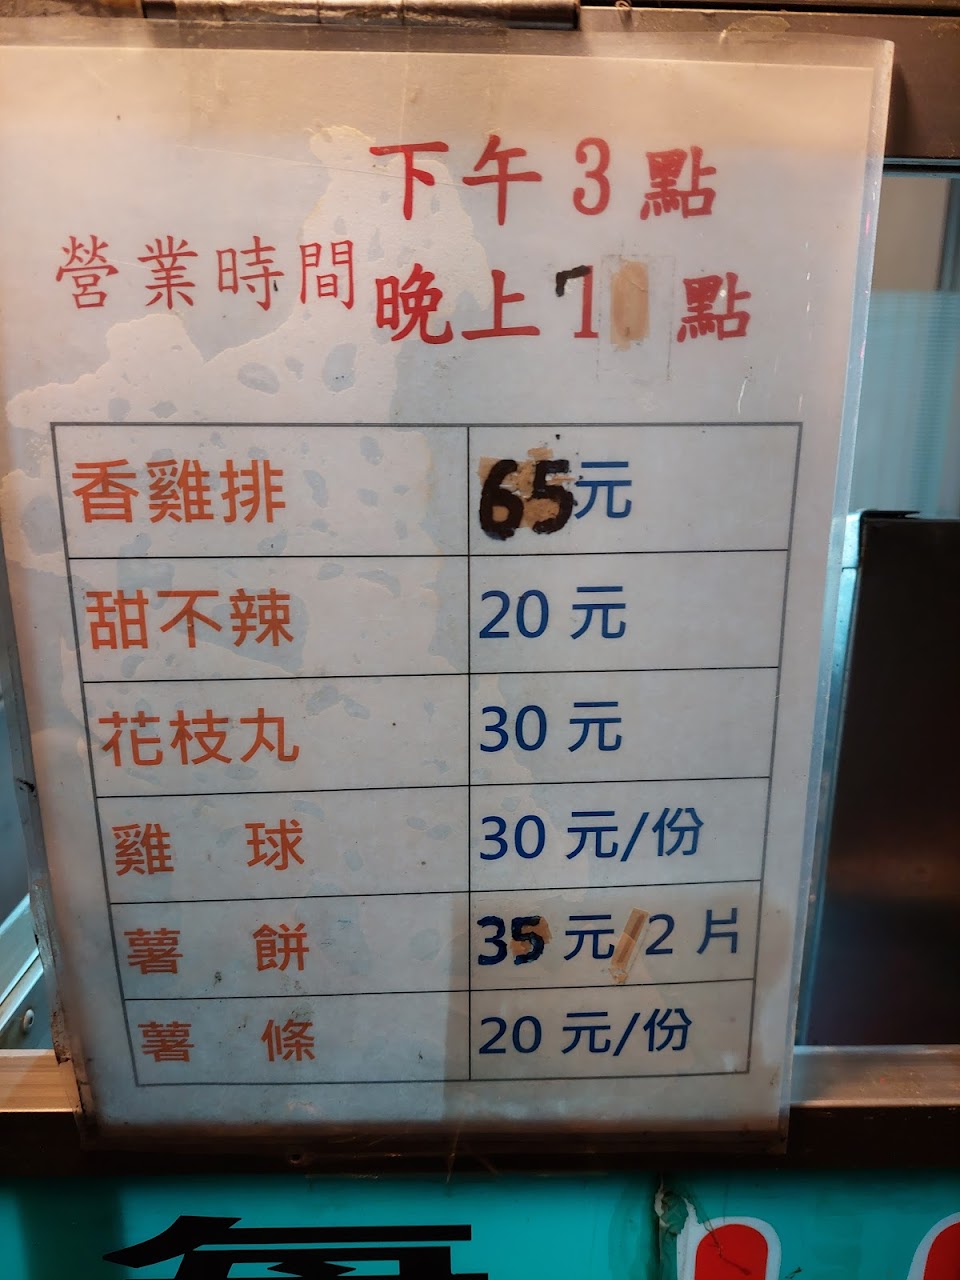 下午3點
營業時間
晚上7點
香雞排 65元
甜不辣 20元
花枝丸 30元
雞球 30元/份
薯餅 35元/2片
薯條 20元/份